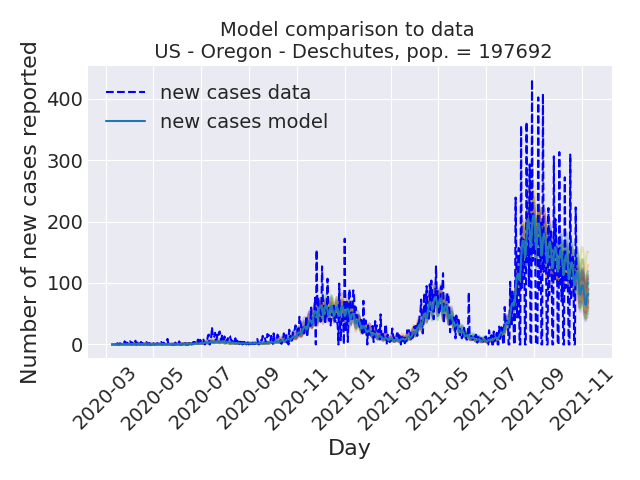 Model comparison to data
US - Oregon - Deschutes, pop. = 197692
Number of new cases reported
400
300
200
100
0
new cases data
new cases model
2020-03
2020-05
2020-07
2020-09
2020-11
2021-01
2021-03
2021-05
2021-07
2021-09
2021-11
Day